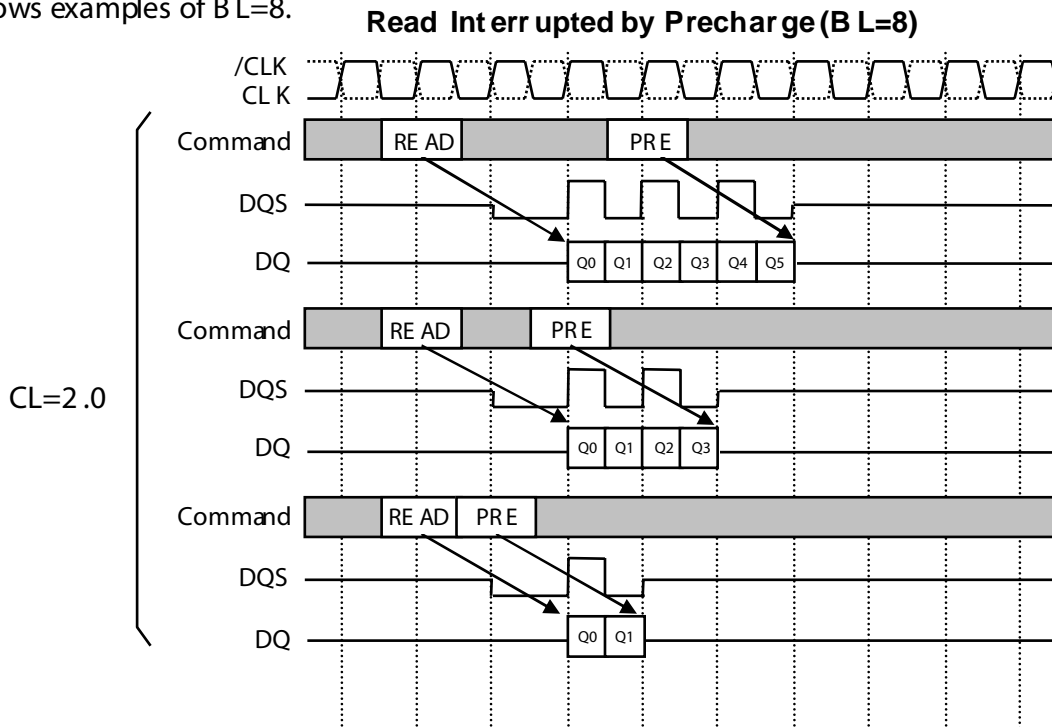 ows examples of BL=8.
Read Interrupted by Precharge (BL=8)
/CLK
CLK
Command READ PRE
DQS
DQ Q0 Q1 Q2 Q3 Q4 Q5
Command READ PRE
CL=2.0
DQS
DQ Q0 Q1 Q2 Q3
Command READ PRE
DQS
DQ Q0 Q1